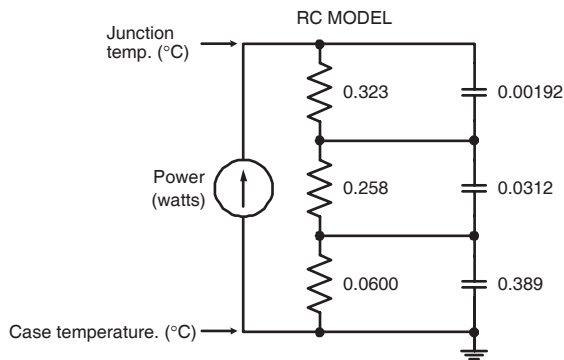 RC MODEL
Junction
temp. (°C)
0.323
0.00192
Power
(watts)
0.258
0.0312
0.0600
0.389
Case temperature. (°C)